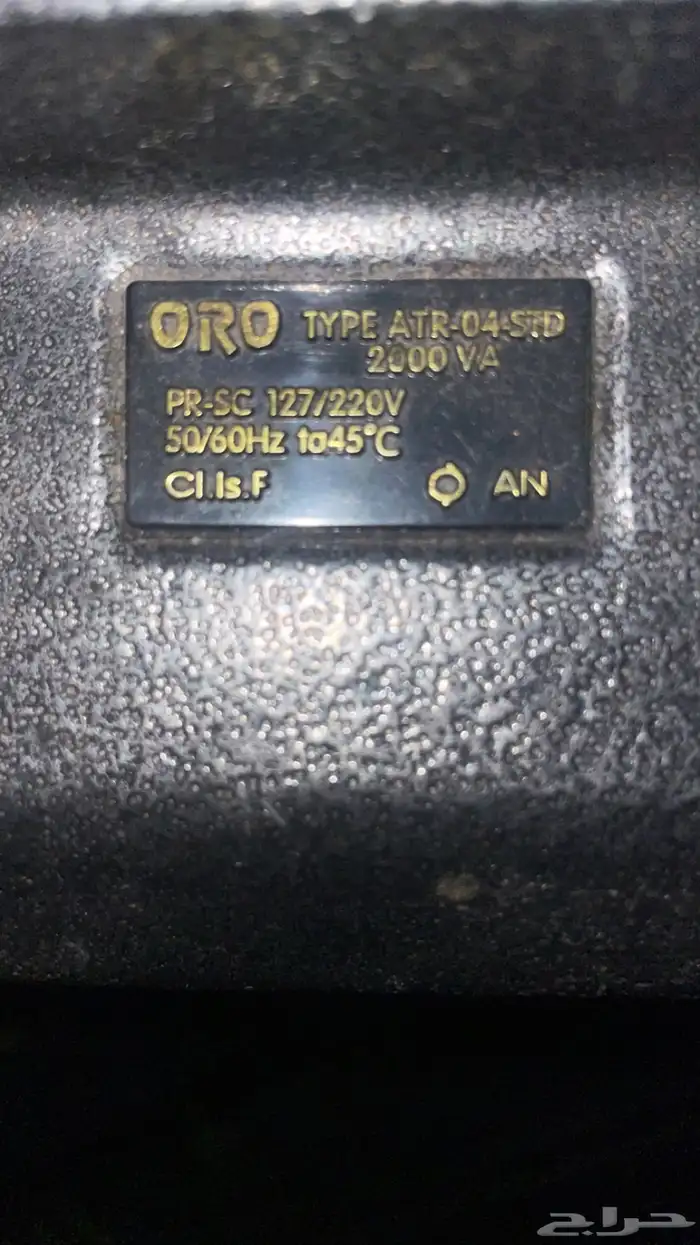 ORO TYPE ATR-04-STD
2000 VA
PR-SC 127/220V
50/60Hz ta45°C
Cl.Is.F AN
حراج